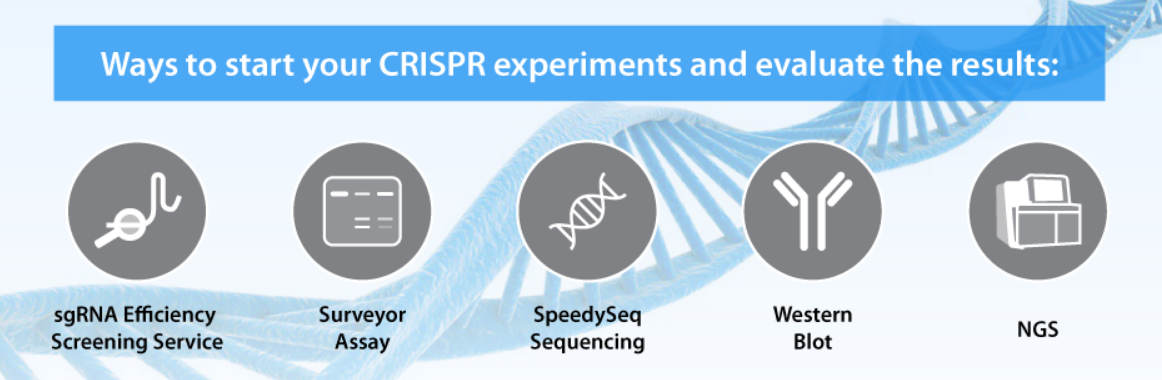 Ways to start your CRISPR experiments and evaluate the results:
sgRNA Efficiency
Screening Service
Surveyor
Assay
SpeedySeq
Sequencing
Western
Blot
NGS